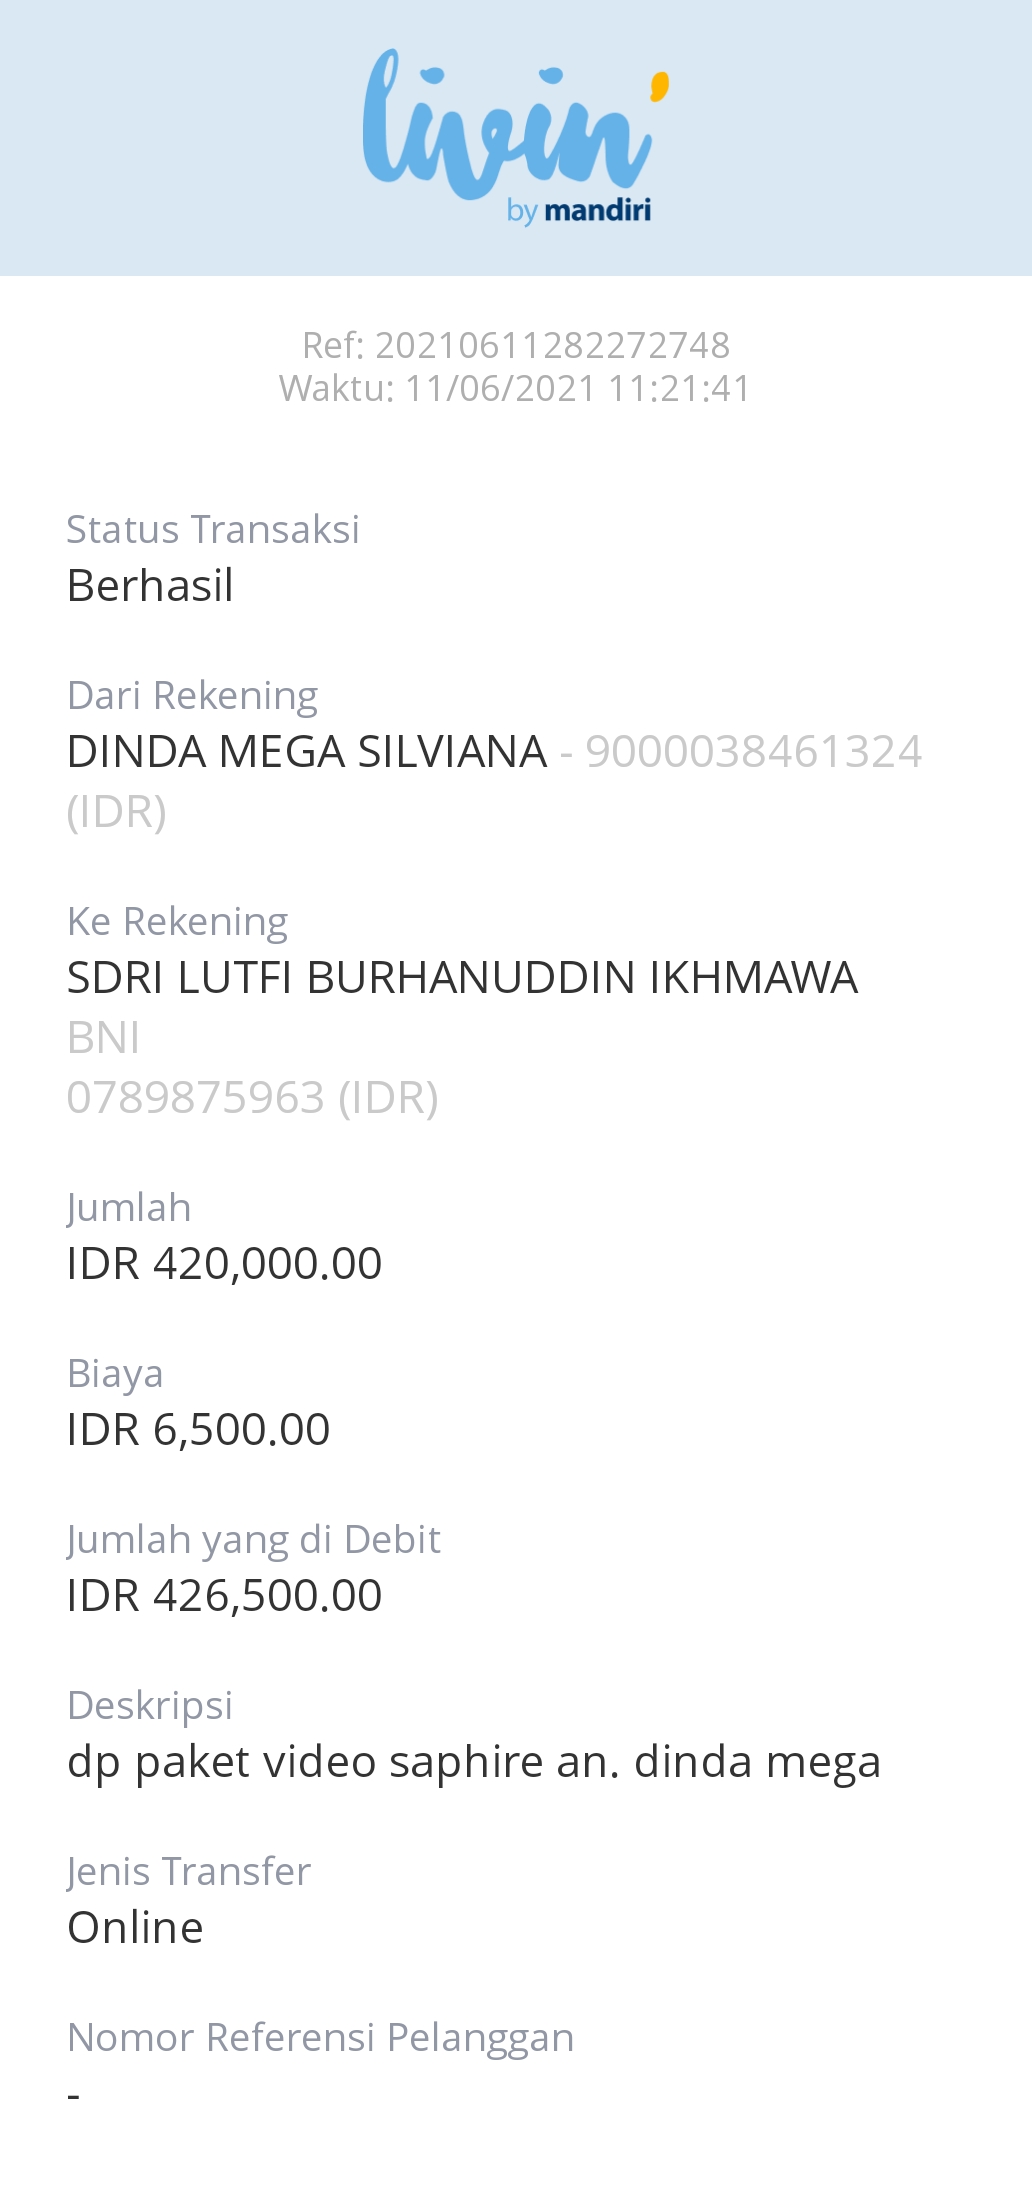 livin'
by mandiri
Ref: 20210611282272748
Waktu: 11/06/2021 11:21:41
Status Transaksi
Berhasil
Dari Rekening
DINDA MEGA SILVIANA - 9000038461324
(IDR)
Ke Rekening
SDRI LUTFI BURHANUDDIN IKHMAWA
BNI
0789875963 (IDR)
Jumlah
IDR 420,000.00
Biaya
IDR 6,500.00
Jumlah yang di Debit
IDR 426,500.00
Deskripsi
dp paket video saphire an. dinda mega
Jenis Transfer
Online
Nomor Referensi Pelanggan
-